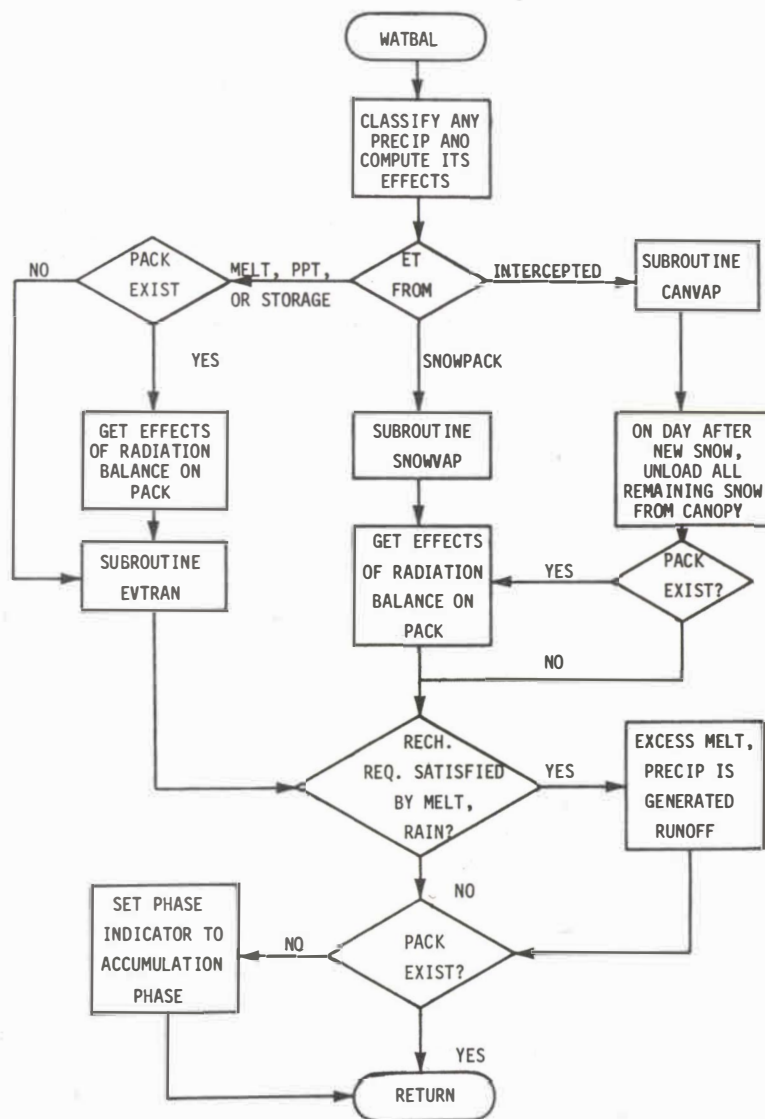 WATBAL
CLASSIFY ANY
PRECIP ANO
COMPUTE ITS
EFFECTS
PACK
EXIST
NO
YES
MELT, PPT,
OR STORAGE
ET
FROM
INTERCEPTED
SUBROUTINE
CANVAP
SNOWPACK
GET EFFECTS
OF RADIATION
BALANCE ON
PACK
SUBROUTINE
SNOWVAP
ON DAY AFTER
NEW SNOW,
UNLOAD ALL
REMAINING SNOW
FROM CANOPY
SUBROUTINE
EVTRAN
GET EFFECTS
OF RADIATION
BALANCE ON
PACK
YES
PACK
EXIST?
NO
RECH.
REQ. SATISFIED
BY MELT,
RAIN?
YES
EXCESS MELT,
PRECIP IS
GENERATED
RUNOFF
NO
SET PHASE
INDICATOR TO
ACCUMULATION
PHASE
NO
PACK
EXIST?
YES
RETURN